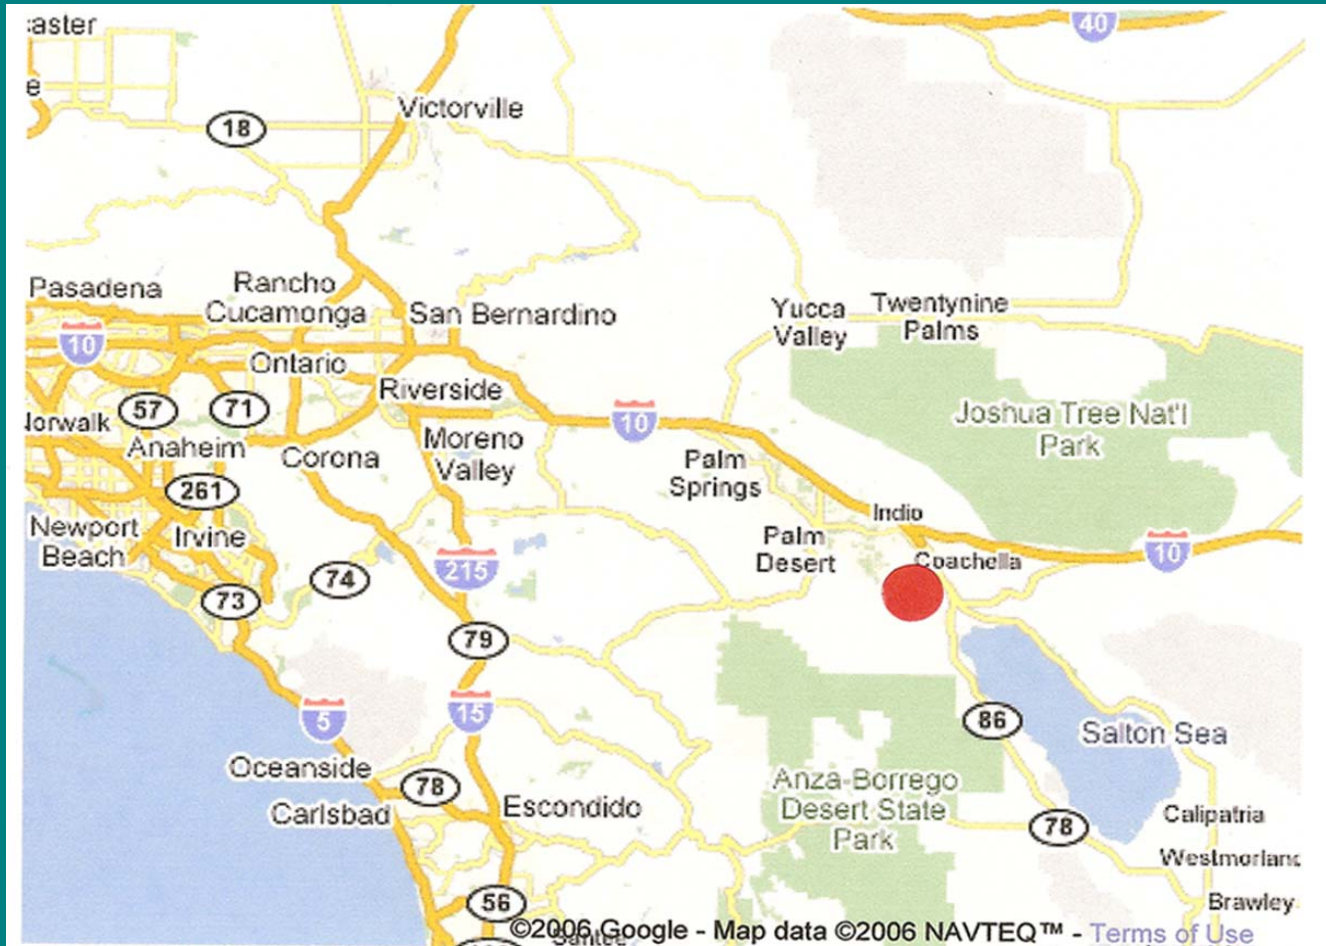 :aster
40
e
Victorville
18
Pasadena
Rancho
Cucamonga
San Bernardino
Yucca
Valley
Twentynine
Palms
10
Ontario
Riverside
57
71
Norwalk
Anaheim
Corona
Moreno
Valley
10
Joshua Tree Nat'l
Park
Palm
Springs
261
Newport
Beach
Irvine
Indio
Palm
Desert
Coachella
10
215
74
73
79
5
15
86
Salton Sea
Oceanside
78
Carlsbad
Escondido
Anza-Borrego
Desert State
Park
78
Calipatria
Westmorland
Brawley
56
©2006 Google - Map data ©2006 NAVTEQ™ - Terms of Use
Santee